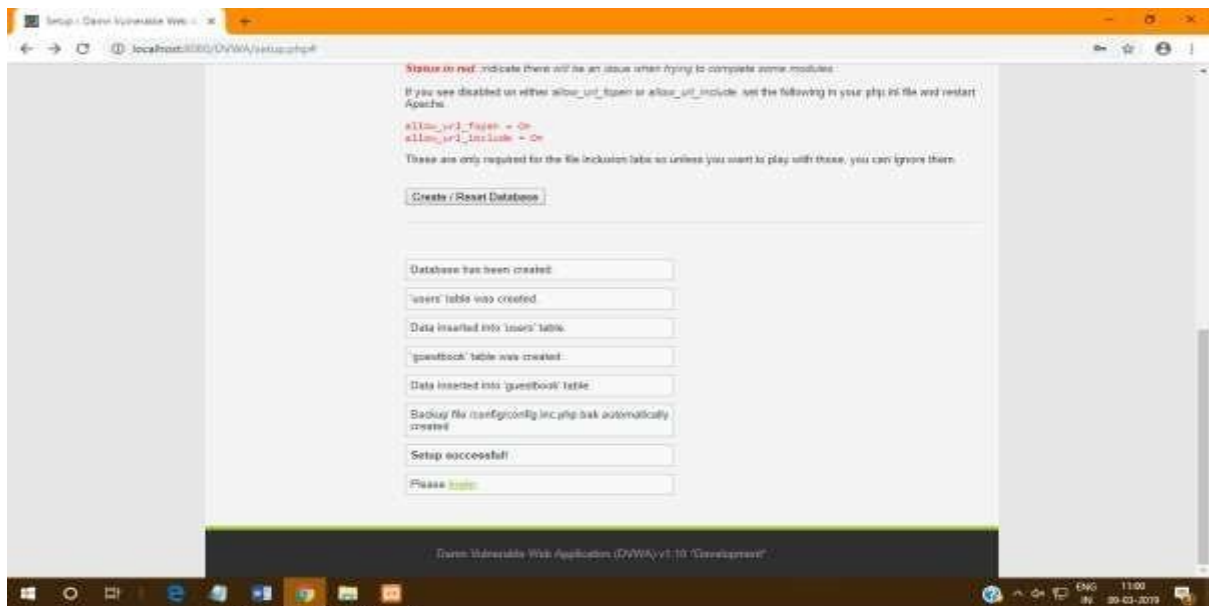 Setup :: Damn Vulnerable Web
localhost:8080/DVWA/setup.php#
Status in red, indicate there will be an issue when trying to complete some modules.
If you see disabled on either allow_url_fopen or allow_url_include, set the following in your php.ini file and restart
Apache.
allow_url_fopen = On
allow_url_include = On
These are only required for the file inclusion labs so unless you want to play with those, you can ignore them.
Create / Reset Database
Database has been created.
'users' table was created.
Data inserted into 'users' table.
'guestbook' table was created.
Data inserted into 'guestbook' table.
Backup file /config/config.inc.php.bak automatically
created
Setup successful!
Please login.
Damn Vulnerable Web Application (DVWA) v1.10 *Development*
ENG
IN
11:00
09-03-2019